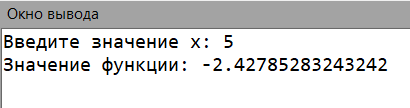 Окно вывода
Введите значение x: 5
Значение функции: -2.42785283243242